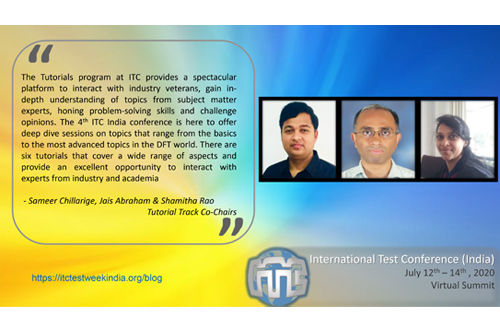 “
The Tutorials program at ITC provides a spectacular
platform to interact with industry veterans, gain in-
depth understanding of topics from subject matter
experts, honing problem-solving skills and challenge
opinions. The 4th ITC India conference is here to offer
deep dive sessions on topics that range from the basics
to the most advanced topics in the DFT world. There are
six tutorials that cover a wide range of aspects and
provide an excellent opportunity to interact with
experts from industry and academia
- Sameer Chillarige, Jais Abraham & Shamitha Rao
Tutorial Track Co-Chairs
”
https://itctestweekindia.org/blog
ITC
International Test Conference (India)
July 12th – 14th , 2020
Virtual Summit